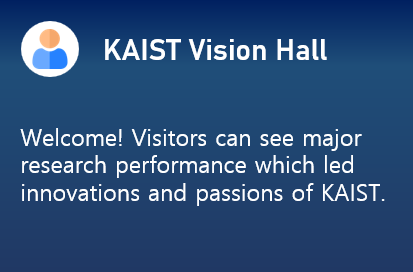 KAIST Vision Hall
Welcome! Visitors can see major
research performance which led
innovations and passions of KAIST.